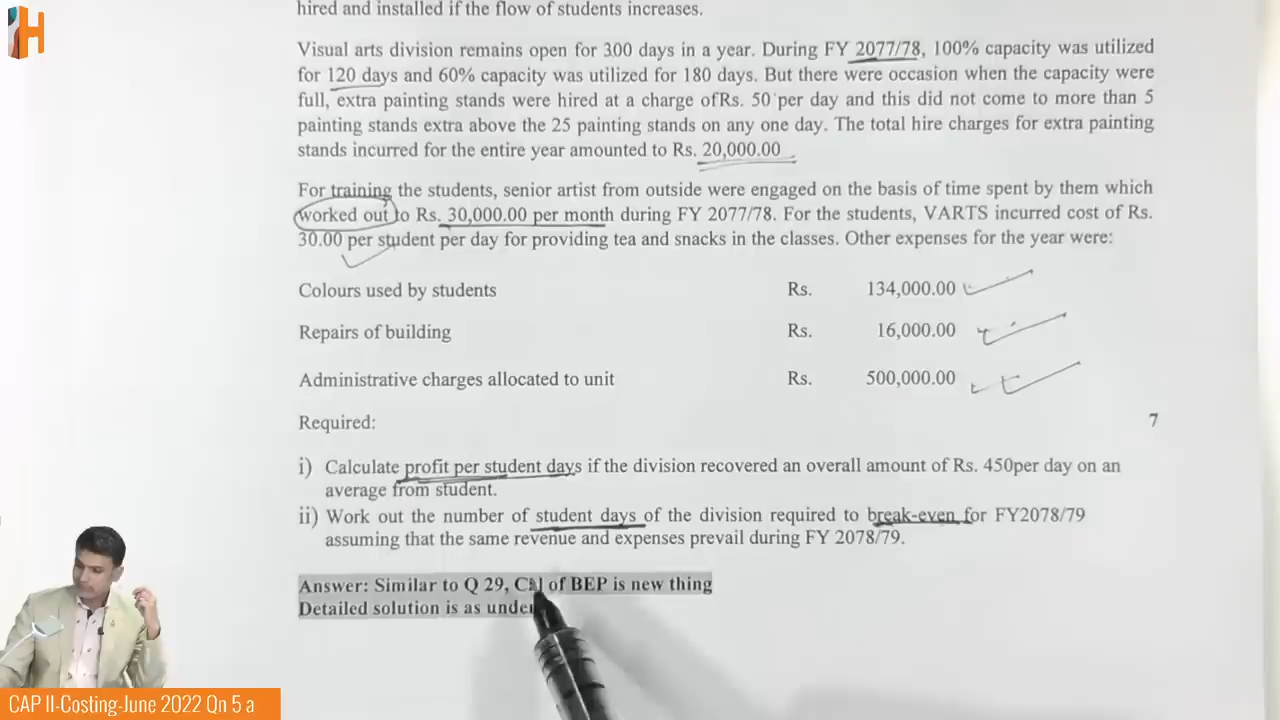 H
hired and installed if the flow of students increases.
Visual arts division remains open for 300 days in a year. During FY 2077/78, 100% capacity was utilized
for 120 days and 60% capacity was utilized for 180 days. But there were occasion when the capacity were
full, extra painting stands were hired at a charge ofRs. 50 per day and this did not come to more than 5
painting stands extra above the 25 painting stands on any one day. The total hire charges for extra painting
stands incurred for the entire year amounted to Rs. 20,000.00
For training the students, senior artist from outside were engaged on the basis of time spent by them which
worked out to Rs. 30,000.00 per month during FY 2077/78. For the students, VARTS incurred cost of Rs.
30.00 per student per day for providing tea and snacks in the classes. Other expenses for the year were:
Colours used by students Rs. 134,000.00
Repairs of building Rs. 16,000.00
Administrative charges allocated to unit Rs. 500,000.00
Required: 7
i) Calculate profit per student days if the division recovered an overall amount of Rs. 450per day on an
average from student.
ii) Work out the number of student days of the division required to break-even for FY2078/79
assuming that the same revenue and expenses prevail during FY 2078/79.
Answer: Similar to Q 29, of BEP is new thing
Detailed solution is as
CAP II-Costing-June 2022 Qn 5 a